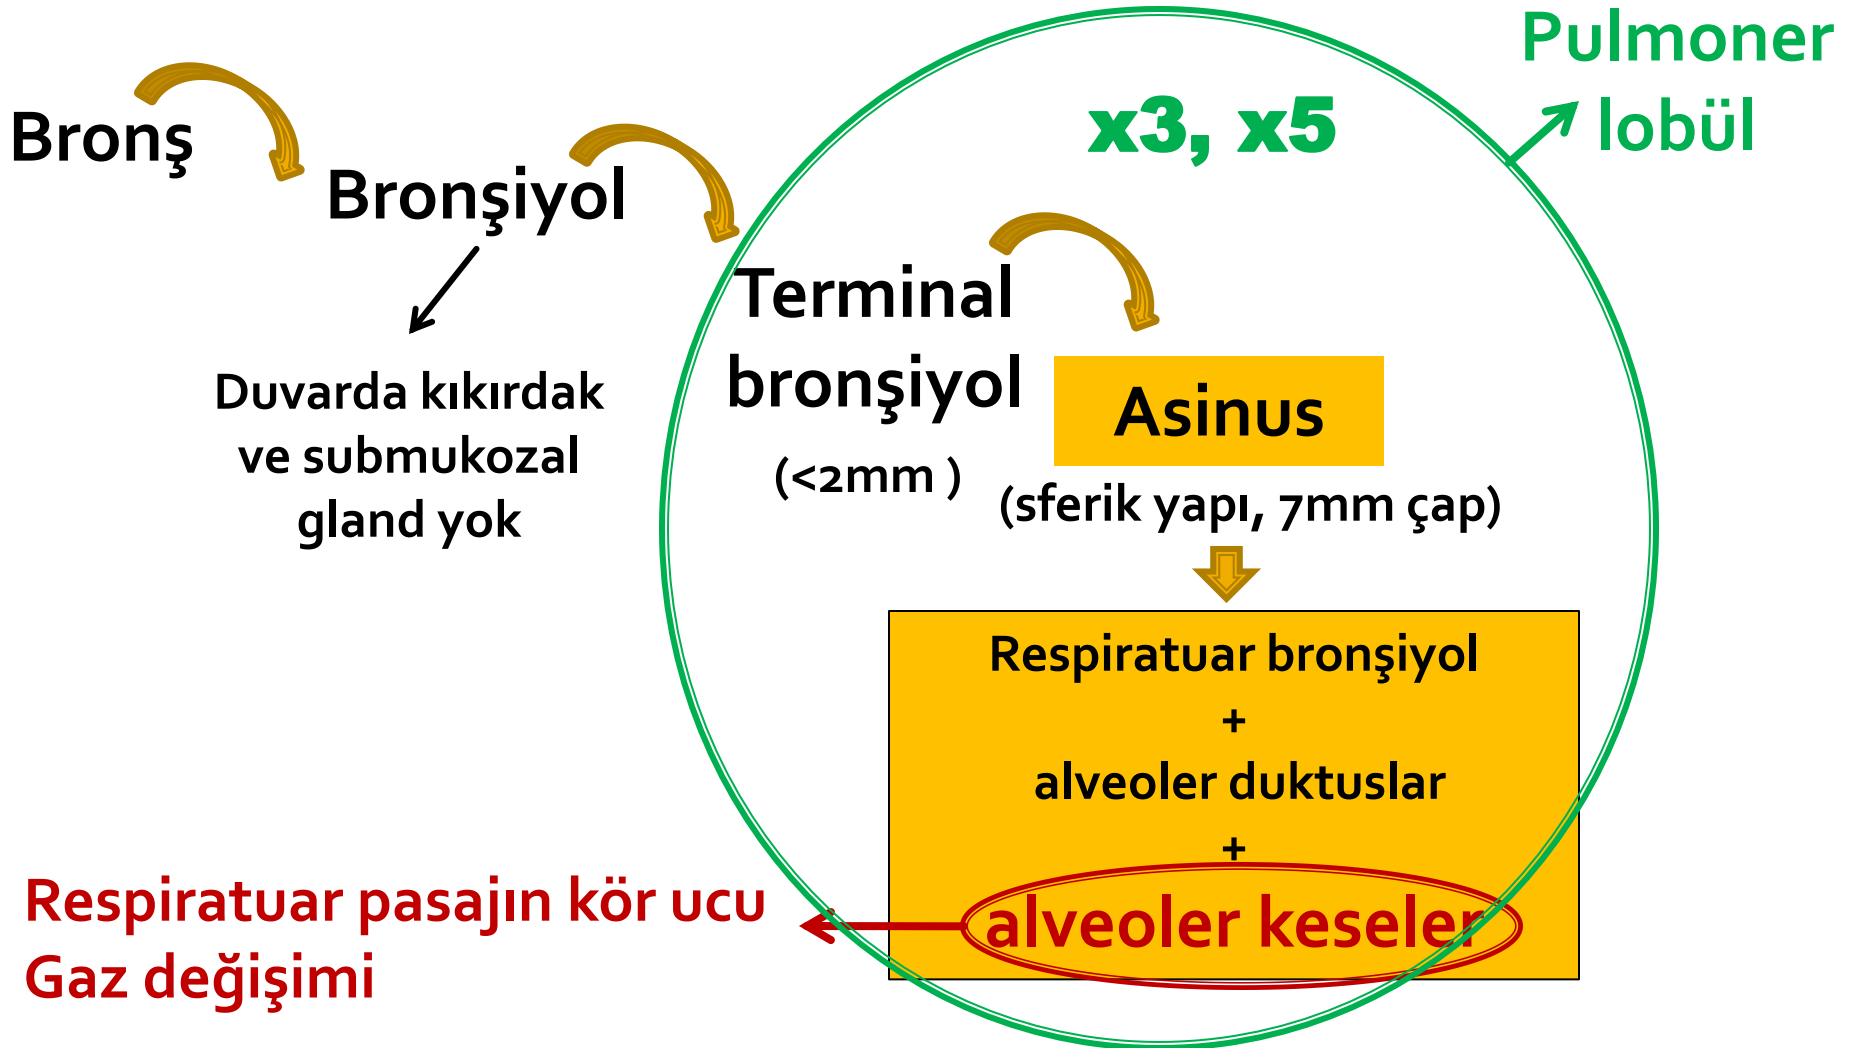 Bronş
Bronşiyol
Duvarda kıkırdak
ve submukozal
gland yok
Terminal
bronşiyol
(<2mm )
x3, x5
Pulmoner
lobül
Asinus
(sferik yapı, 7mm çap)
Respiratuar bronşiyol
+
alveoler duktuslar
+
alveoler keseler
Respiratuar pasajın kör ucu
Gaz değişimi